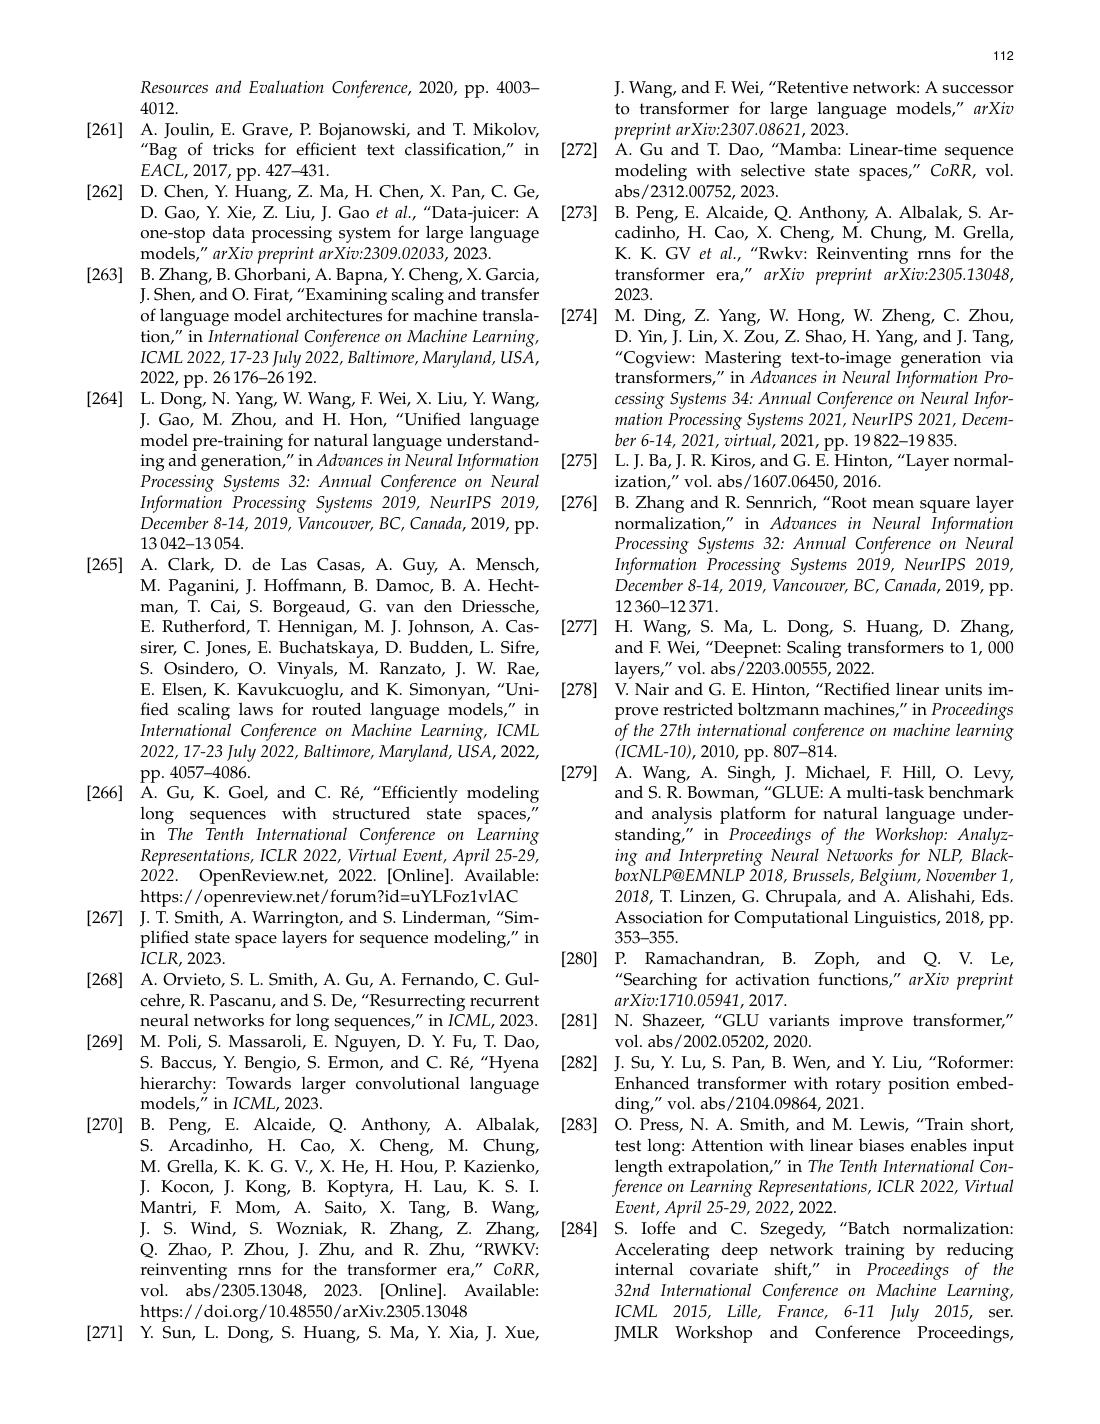 112
Resources and Evaluation Conference, 2020, pp. 4003–
4012.
[261] A. Joulin, E. Grave, P. Bojanowski, and T. Mikolov,
“Bag of tricks for efficient text classification,” in
EACL, 2017, pp. 427–431.
[262] D. Chen, Y. Huang, Z. Ma, H. Chen, X. Pan, C. Ge,
D. Gao, Y. Xie, Z. Liu, J. Gao et al., “Data-juicer: A
one-stop data processing system for large language
models,” arXiv preprint arXiv:2309.02033, 2023.
[263] B. Zhang, B. Ghorbani, A. Bapna, Y. Cheng, X. Garcia,
J. Shen, and O. Firat, “Examining scaling and transfer
of language model architectures for machine transla-
tion,” in International Conference on Machine Learning,
ICML 2022, 17-23 July 2022, Baltimore, Maryland, USA,
2022, pp. 26 176–26 192.
[264] L. Dong, N. Yang, W. Wang, F. Wei, X. Liu, Y. Wang,
J. Gao, M. Zhou, and H. Hon, “Unified language
model pre-training for natural language understand-
ing and generation,” in Advances in Neural Information
Processing Systems 32: Annual Conference on Neural
Information Processing Systems 2019, NeurIPS 2019,
December 8-14, 2019, Vancouver, BC, Canada, 2019, pp.
13 042–13 054.
[265] A. Clark, D. de Las Casas, A. Guy, A. Mensch,
M. Paganini, J. Hoffmann, B. Damoc, B. A. Hecht-
man, T. Cai, S. Borgeaud, G. van den Driessche,
E. Rutherford, T. Hennigan, M. J. Johnson, A. Cas-
sirer, C. Jones, E. Buchatskaya, D. Budden, L. Sifre,
S. Osindero, O. Vinyals, M. Ranzato, J. W. Rae,
E. Elsen, K. Kavukcuoglu, and K. Simonyan, “Uni-
fied scaling laws for routed language models,” in
International Conference on Machine Learning, ICML
2022, 17-23 July 2022, Baltimore, Maryland, USA, 2022,
pp. 4057–4086.
[266] A. Gu, K. Goel, and C. Ré, “Efficiently modeling
long sequences with structured state spaces,”
in The Tenth International Conference on Learning
Representations, ICLR 2022, Virtual Event, April 25-29,
2022. OpenReview.net, 2022. [Online]. Available:
https://openreview.net/forum?id=uYLFoz1vlAC
[267] J. T. Smith, A. Warrington, and S. Linderman, “Sim-
plified state space layers for sequence modeling,” in
ICLR, 2023.
[268] A. Orvieto, S. L. Smith, A. Gu, A. Fernando, C. Gul-
cehre, R. Pascanu, and S. De, “Resurrecting recurrent
neural networks for long sequences,” in ICML, 2023.
[269] M. Poli, S. Massaroli, E. Nguyen, D. Y. Fu, T. Dao,
S. Baccus, Y. Bengio, S. Ermon, and C. Ré, “Hyena
hierarchy: Towards larger convolutional language
models,” in ICML, 2023.
[270] B. Peng, E. Alcaide, Q. Anthony, A. Albalak,
S. Arcadinho, H. Cao, X. Cheng, M. Chung,
M. Grella, K. K. G. V., X. He, H. Hou, P. Kazienko,
J. Kocon, J. Kong, B. Koptyra, H. Lau, K. S. I.
Mantri, F. Mom, A. Saito, X. Tang, B. Wang,
J. S. Wind, S. Wozniak, R. Zhang, Z. Zhang,
Q. Zhao, P. Zhou, J. Zhu, and R. Zhu, “RWKV:
reinventing rnns for the transformer era,” CoRR,
vol. abs/2305.13048, 2023. [Online]. Available:
https://doi.org/10.48550/arXiv.2305.13048
[271] Y. Sun, L. Dong, S. Huang, S. Ma, Y. Xia, J. Xue,
J. Wang, and F. Wei, “Retentive network: A successor
to transformer for large language models,” arXiv
preprint arXiv:2307.08621, 2023.
[272] A. Gu and T. Dao, “Mamba: Linear-time sequence
modeling with selective state spaces,” CoRR, vol.
abs/2312.00752, 2023.
[273] B. Peng, E. Alcaide, Q. Anthony, A. Albalak, S. Ar-
cadinho, H. Cao, X. Cheng, M. Chung, M. Grella,
K. K. GV et al., “Rwkv: Reinventing rnns for the
transformer era,” arXiv preprint arXiv:2305.13048,
2023.
[274] M. Ding, Z. Yang, W. Hong, W. Zheng, C. Zhou,
D. Yin, J. Lin, X. Zou, Z. Shao, H. Yang, and J. Tang,
“Cogview: Mastering text-to-image generation via
transformers,” in Advances in Neural Information Pro-
cessing Systems 34: Annual Conference on Neural Infor-
mation Processing Systems 2021, NeurIPS 2021, Decem-
ber 6-14, 2021, virtual, 2021, pp. 19 822–19 835.
[275] L. J. Ba, J. R. Kiros, and G. E. Hinton, “Layer normal-
ization,” vol. abs/1607.06450, 2016.
[276] B. Zhang and R. Sennrich, “Root mean square layer
normalization,” in Advances in Neural Information
Processing Systems 32: Annual Conference on Neural
Information Processing Systems 2019, NeurIPS 2019,
December 8-14, 2019, Vancouver, BC, Canada, 2019, pp.
12 360–12 371.
[277] H. Wang, S. Ma, L. Dong, S. Huang, D. Zhang,
and F. Wei, “Deepnet: Scaling transformers to 1, 000
layers,” vol. abs/2203.00555, 2022.
[278] V. Nair and G. E. Hinton, “Rectified linear units im-
prove restricted boltzmann machines,” in Proceedings
of the 27th international conference on machine learning
(ICML-10), 2010, pp. 807–814.
[279] A. Wang, A. Singh, J. Michael, F. Hill, O. Levy,
and S. R. Bowman, “GLUE: A multi-task benchmark
and analysis platform for natural language under-
standing,” in Proceedings of the Workshop: Analyz-
ing and Interpreting Neural Networks for NLP, Black-
boxNLP@EMNLP 2018, Brussels, Belgium, November 1,
2018, T. Linzen, G. Chrupala, and A. Alishahi, Eds.
Association for Computational Linguistics, 2018, pp.
353–355.
[280] P. Ramachandran, B. Zoph, and Q. V. Le,
“Searching for activation functions,” arXiv preprint
arXiv:1710.05941, 2017.
[281] N. Shazeer, “GLU variants improve transformer,”
vol. abs/2002.05202, 2020.
[282] J. Su, Y. Lu, S. Pan, B. Wen, and Y. Liu, “Roformer:
Enhanced transformer with rotary position embed-
ding,” vol. abs/2104.09864, 2021.
[283] O. Press, N. A. Smith, and M. Lewis, “Train short,
test long: Attention with linear biases enables input
length extrapolation,” in The Tenth International Con-
ference on Learning Representations, ICLR 2022, Virtual
Event, April 25-29, 2022, 2022.
[284] S. Ioffe and C. Szegedy, “Batch normalization:
Accelerating deep network training by reducing
internal covariate shift,” in Proceedings of the
32nd International Conference on Machine Learning,
ICML 2015, Lille, France, 6-11 July 2015, ser.
JMLR Workshop and Conference Proceedings,